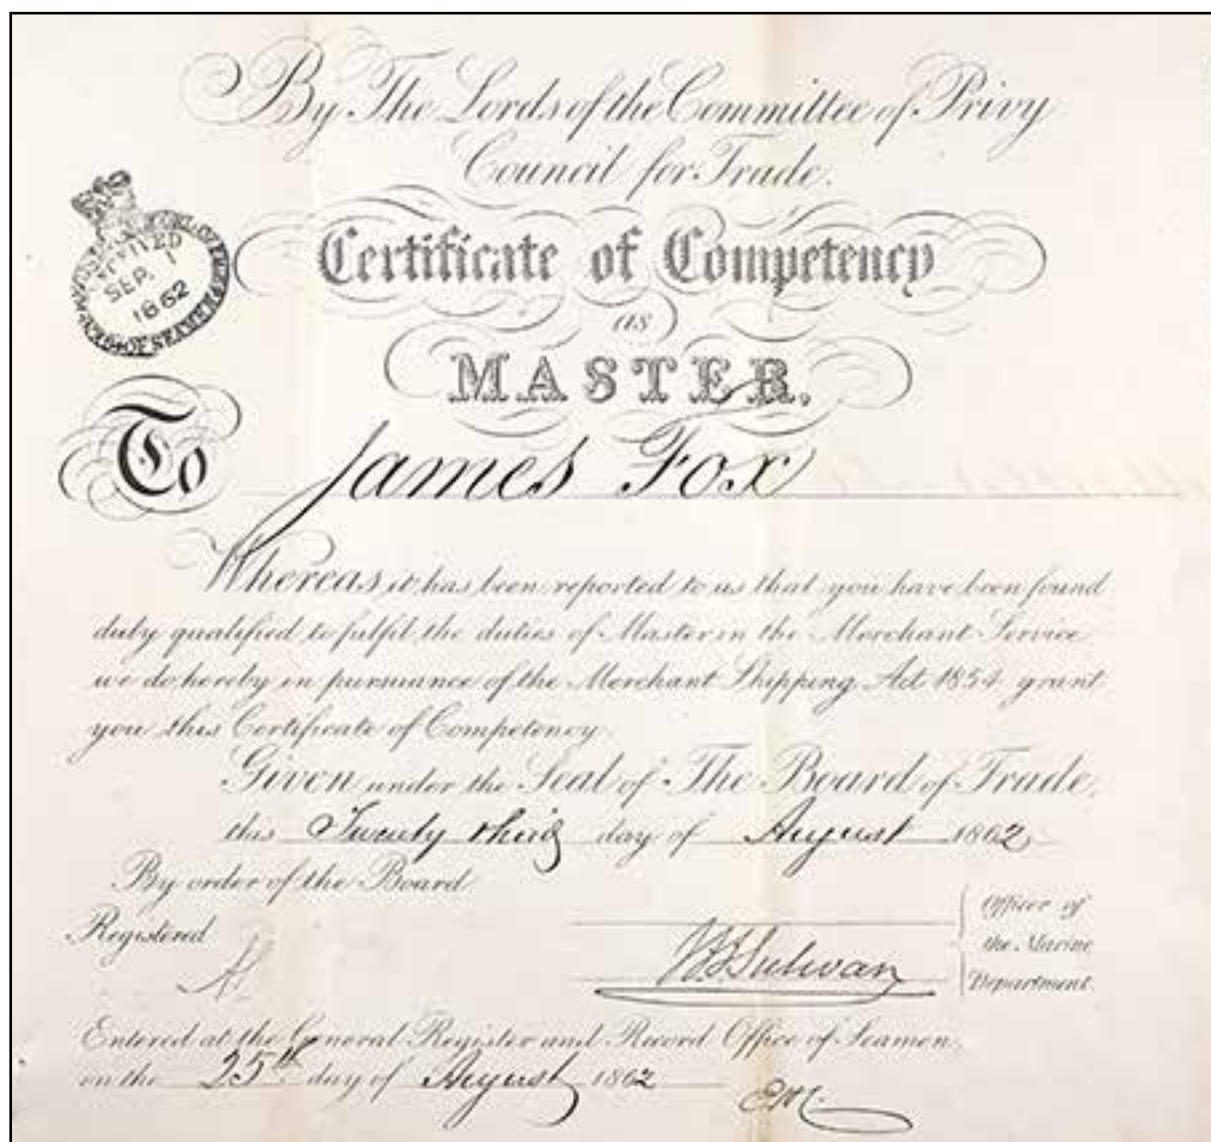 By The Lords of the Committee of Privy
Council for Trade.
RECEIVED
SEP. 1
1862
OF SEAMEN
Certificate of Competency
as
MASTER.
To James Fox
Whereas it has been reported to us that you have been found
duly qualified to fulfil the duties of Master in the Merchant Service
we do hereby in pursuance of the Merchant Shipping Act 1854 grant
you this Certificate of Competency.
Given under the Seal of The Board of Trade,
this Twenty third day of August 1862
By order of the Board
Registered
Officer of
the Marine
Department.
Entered at the General Register and Record Office of Seamen,
on the 25th day of August 1862